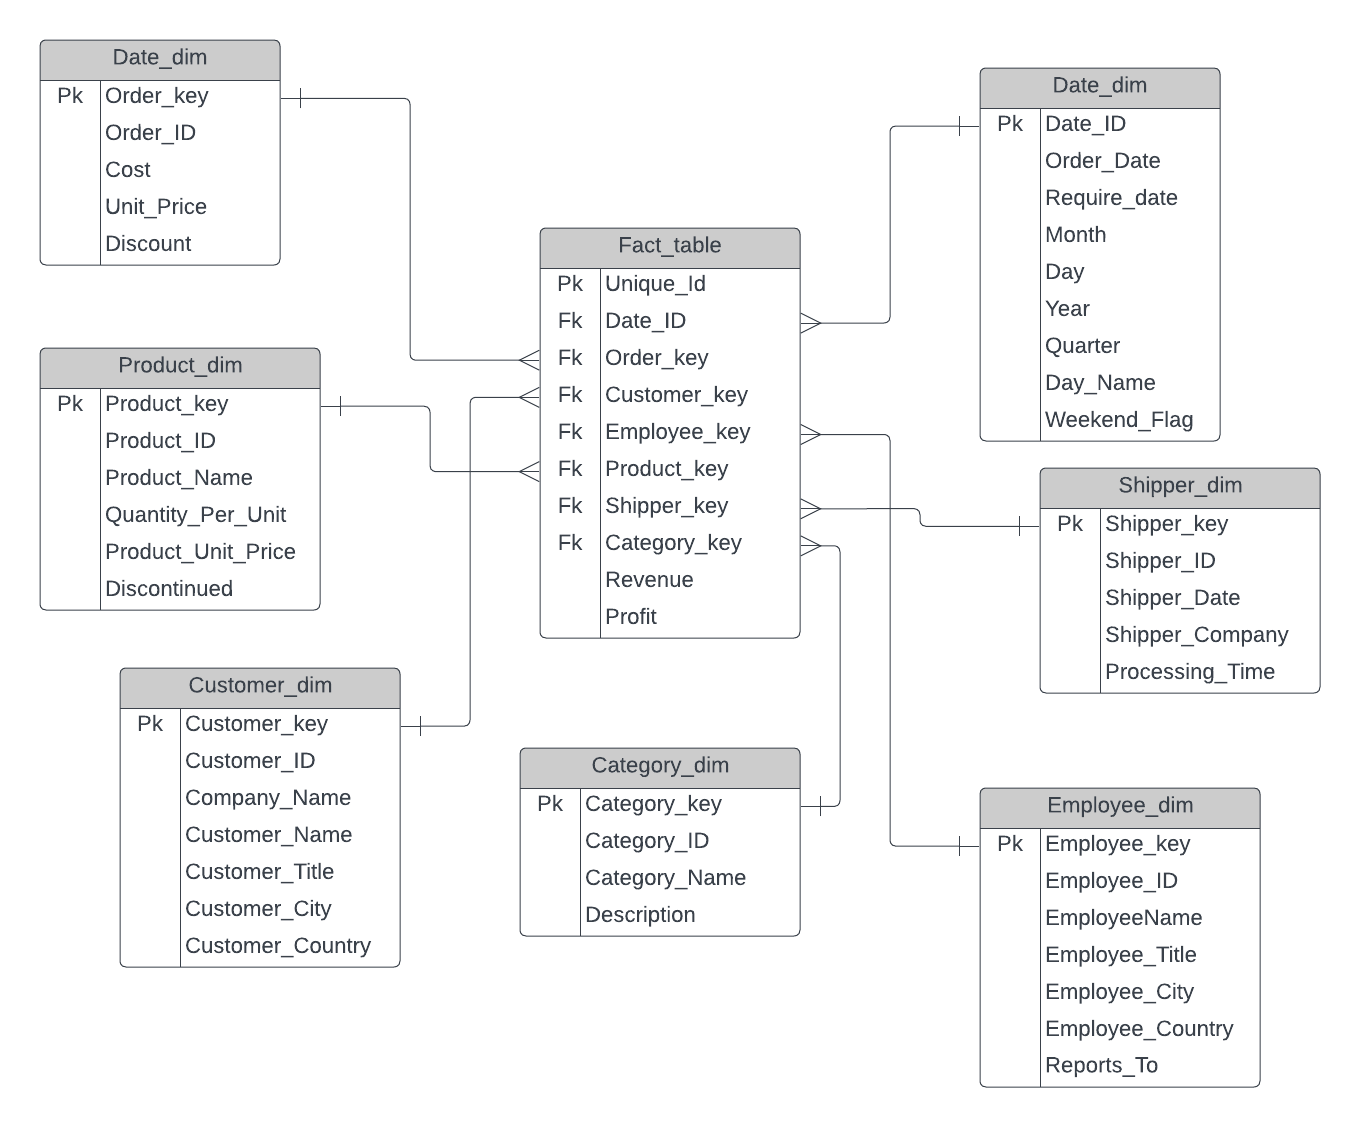 Date_dim
Pk Order_key
Order_ID
Cost
Unit_Price
Discount
Date_dim
Pk Date_ID
Order_Date
Require_date
Month
Day
Year
Quarter
Day_Name
Weekend_Flag
Fact_table
Pk Unique_Id
Fk Date_ID
Fk Order_key
Fk Customer_key
Fk Employee_key
Fk Product_key
Fk Shipper_key
Fk Category_key
Revenue
Profit
Product_dim
Pk Product_key
Product_ID
Product_Name
Quantity_Per_Unit
Product_Unit_Price
Discontinued
Shipper_dim
Pk Shipper_key
Shipper_ID
Shipper_Date
Shipper_Company
Processing_Time
Customer_dim
Pk Customer_key
Customer_ID
Company_Name
Customer_Name
Customer_Title
Customer_City
Customer_Country
Category_dim
Pk Category_key
Category_ID
Category_Name
Description
Employee_dim
Pk Employee_key
Employee_ID
EmployeeName
Employee_Title
Employee_City
Employee_Country
Reports_To